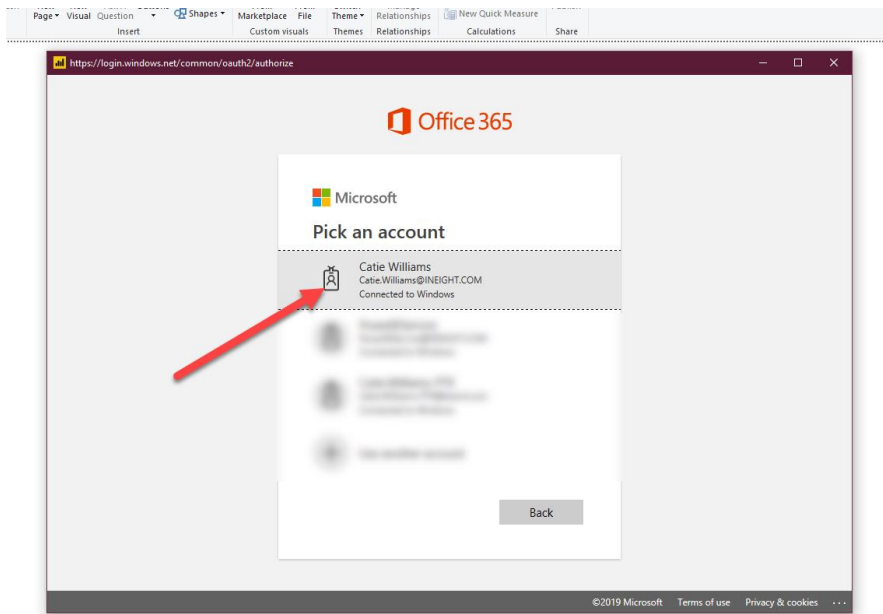 Page Visual Question Shapes Marketplace File Theme Relationships New Quick Measure
Insert Custom visuals Themes Relationships Calculations Share
https://login.windows.net/common/oauth2/authorize
Office 365
Microsoft
Pick an account
Catie Williams
Catie.Williams@INEIGHT.COM
Connected to Windows
Back
©2019 Microsoft Terms of use Privacy & cookies ...